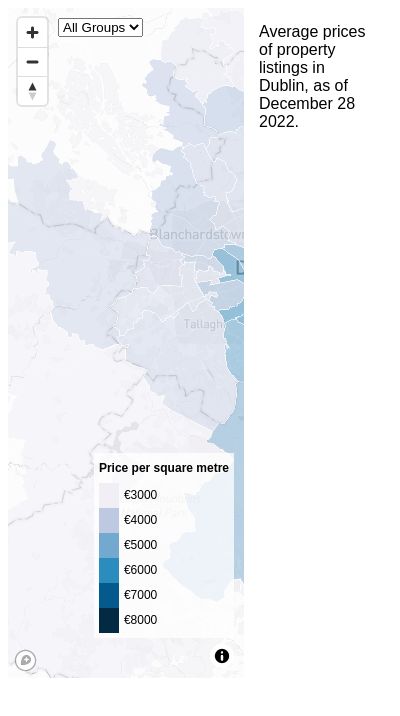 All Groups
Average prices
of property
listings in
Dublin, as of
December 28
2022.
Blanchardstown
Tallagh
Price per square metre
€3000
€4000
€5000
€6000
€7000
€8000